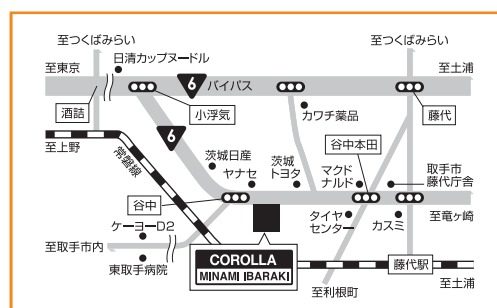 至つくばみらい
至つくばみらい
日清カップヌードル
至東京
6
バイパス
至土浦
酒詰
小浮気
カワチ薬品
藤代
至上野
6
常磐線
茨城日産
ヤナセ
茨城
トヨタ
谷中本田
マクド
ナルド
取手市
藤代庁舎
谷中
ケーヨーD2
タイヤ
センター
カスミ
至竜ヶ崎
至取手市内
東取手病院
COROLLA
MINAMI IBARAKI
藤代駅
至利根町
至土浦